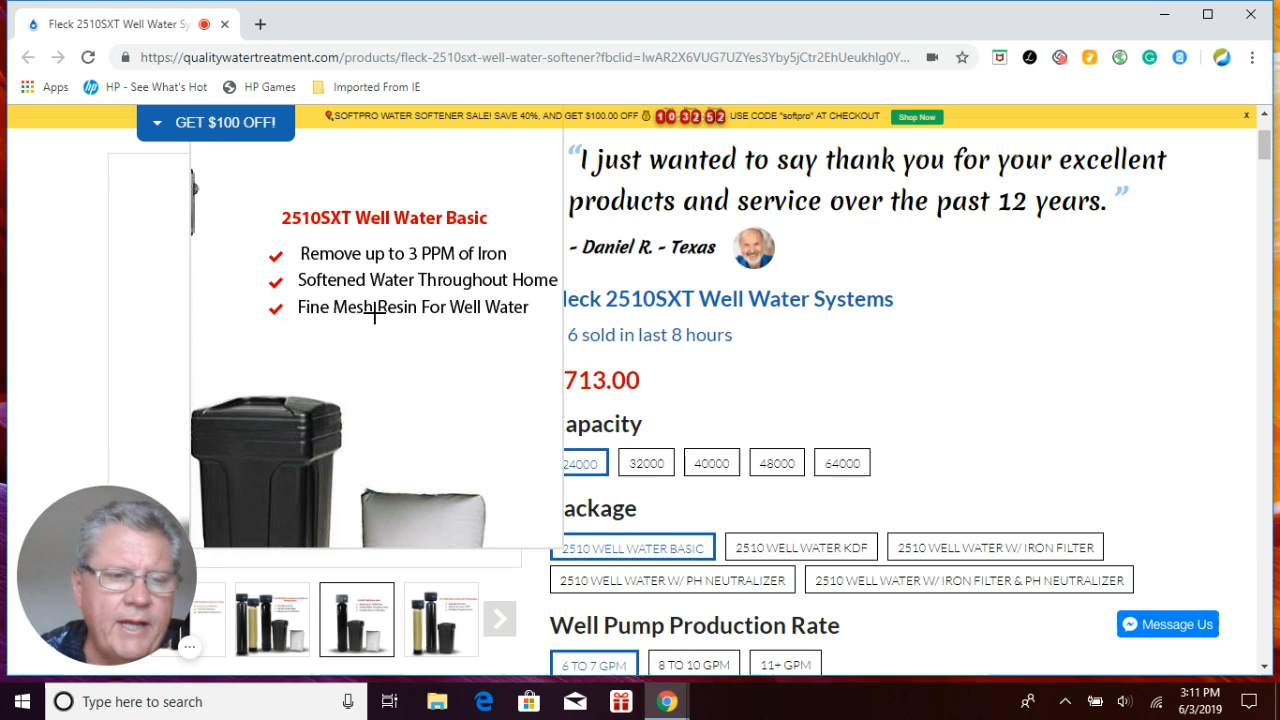 Fleck 2510SXT Well Water Sy
https://qualitywatertreatment.com/products/fleck-2510sxt-well-water-softener?fbclid=IwAR2X6VUG7UZYes3Yby5jCtr2EhUeukhIg0Y...
Apps
HP - See What's Hot
HP Games
Imported From IE
GET $100 OFF!
SOFTPRO WATER SOFTENER SALE! SAVE 40%, AND GET $100.00 OFF 10 32 52 USE CODE "softpro" AT CHECKOUT
Shop Now
x
“I just wanted to say thank you for your excellent
products and service over the past 12 years.”
- Daniel R. - Texas
2510SXT Well Water Basic
Remove up to 3 PPM of Iron
Softened Water Throughout Home
Fine Mesh Resin For Well Water
leck 2510SXT Well Water Systems
6 sold in last 8 hours
713.00
apacity
24000
32000
40000
48000
64000
ackage
2510 WELL WATER BASIC
2510 WELL WATER KDF
2510 WELL WATER W/ IRON FILTER
2510 WELL WATER W/ PH NEUTRALIZER
2510 WELL WATER W/ IRON FILTER & PH NEUTRALIZER
Well Pump Production Rate
Message Us
6 TO 7 GPM
8 TO 10 GPM
11+ GPM
Type here to search
3:11 PM
6/3/2019